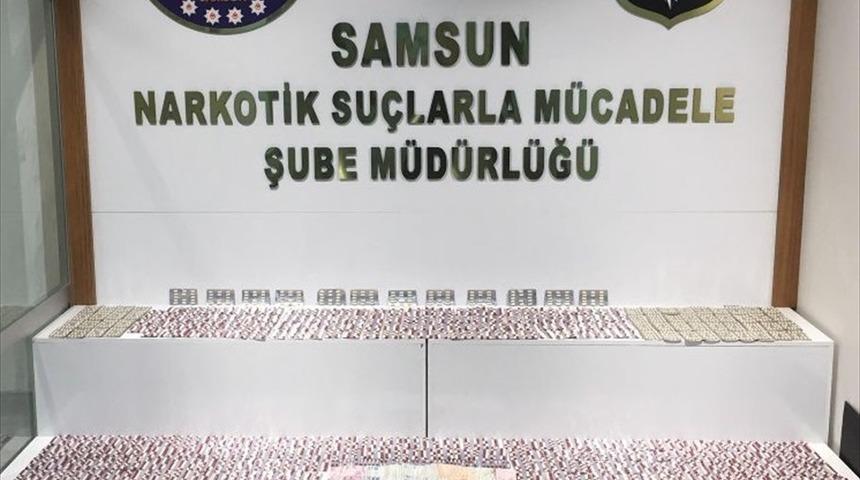 SAMSUN
NARKOTİK SUÇLARLA MÜCADELE
ŞUBE MÜDÜRLÜĞÜ